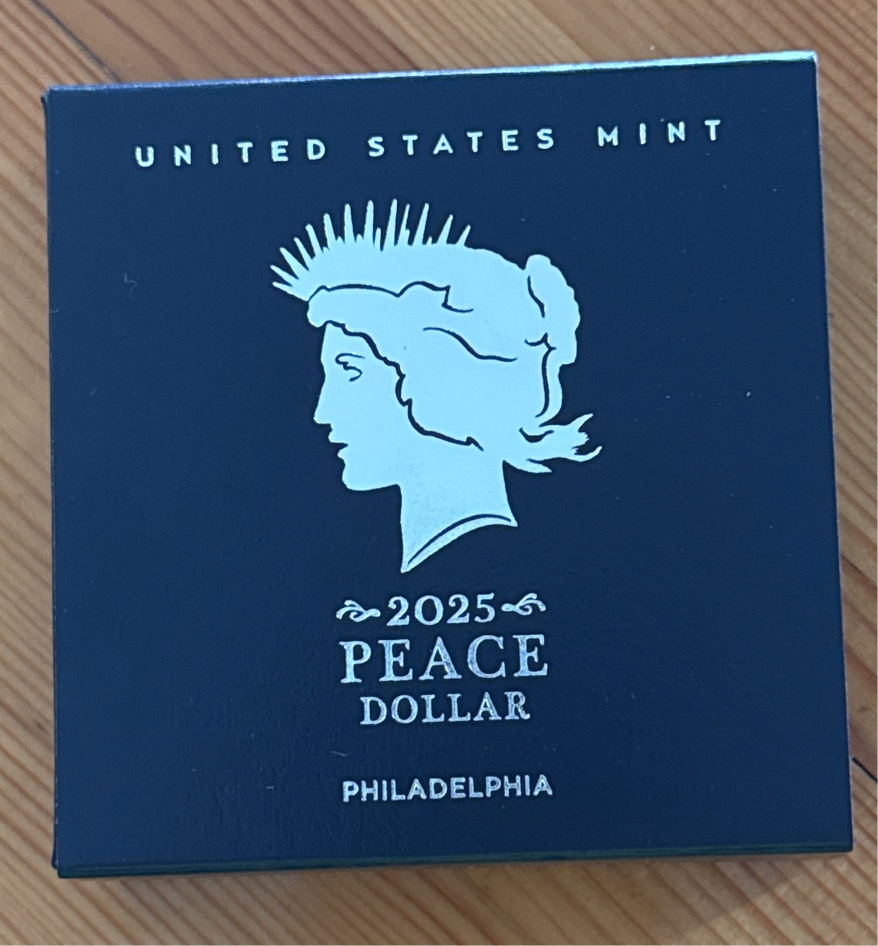 UNITED STATES MINT
2025
PEACE
DOLLAR
PHILADELPHIA